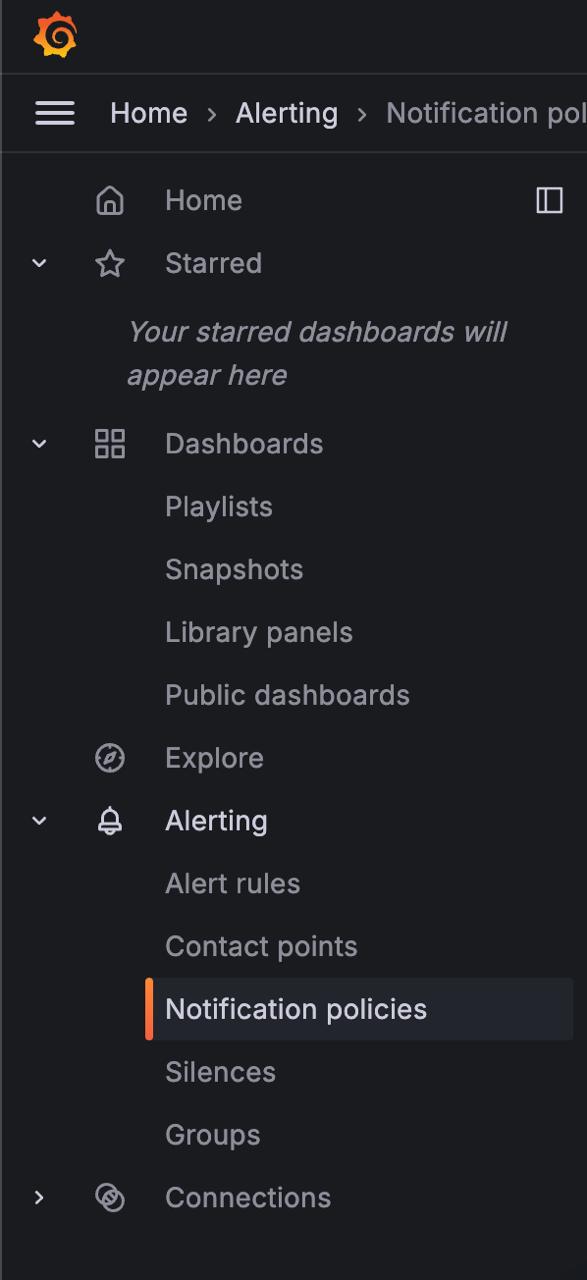 Home > Alerting > Notification pol
Home
Starred
Your starred dashboards will
appear here
Dashboards
Playlists
Snapshots
Library panels
Public dashboards
Explore
Alerting
Alert rules
Contact points
Notification policies
Silences
Groups
Connections